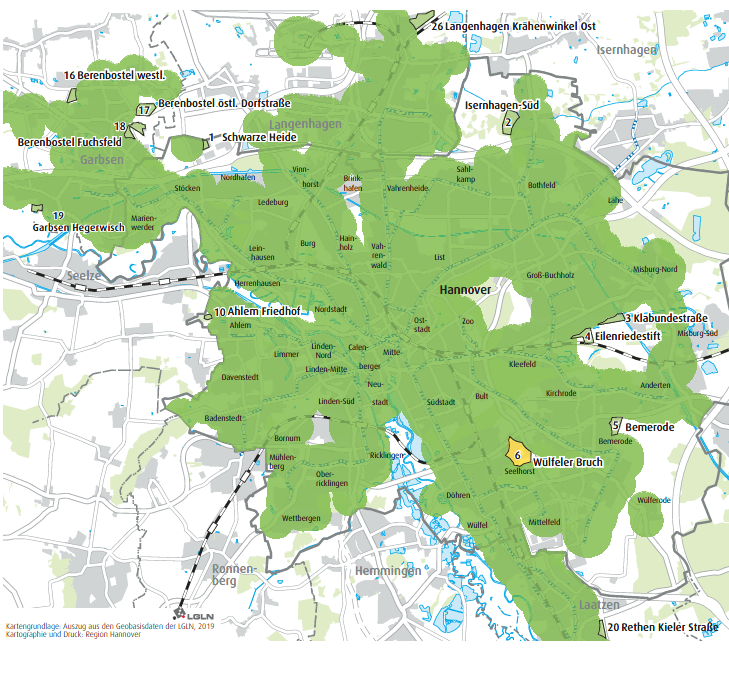 26 Langenhagen Krähenwinkel Ost
Isernhagen
16 Berenbostel westl.
17
Berenbostel östl. Dorfstraße
Isernhagen-Süd
2
18
Langenhagen
1 Schwarze Heide
Berenbostel Fuchsfeld
Garbsen
Vinn-
horst
Nordhafen
Brink-
hafen
Sahl-
kamp
Stöcken
Vahrenheide
Bothfeld
Ledeburg
Lahe
19
Garbsen Hegerwisch
Marien-
werder
Lein-
hausen
Burg
Hain-
holz
Vah-
ren-
wald
List
Seelze
Groß-Buchholz
Misburg-Nord
Herrenhausen
Hannover
10 Ahlem Friedhof
Nordstadt
Ahlem
Ost-
stadt
Zoo
3 Klabundestraße
4 Eilenriedestift
Misburg-Süd
Limmer
Linden-
Nord
Calen-
berger
Mitte
Linden-Mitte
Neu-
stadt
Kleefeld
Davenstedt
Linden-Süd
Südstadt
Bult
Kirchrode
Anderten
Badenstedt
5 Bemerode
Bemerode
Bornum
Mühlen-
berg
Ricklingen
6
Wülfeler Bruch
Seelhorst
Ober-
ricklingen
Döhren
Wülferode
Wettbergen
Wülfel
Mittelfeld
Ronnen-
berg
Hemmingen
Laatzen
LGLN
20 Rethen Kieler Straße
Kartengrundlage: Auszug aus den Geobasisdaten der LGLN, 2019
Kartographie und Druck: Region Hannover